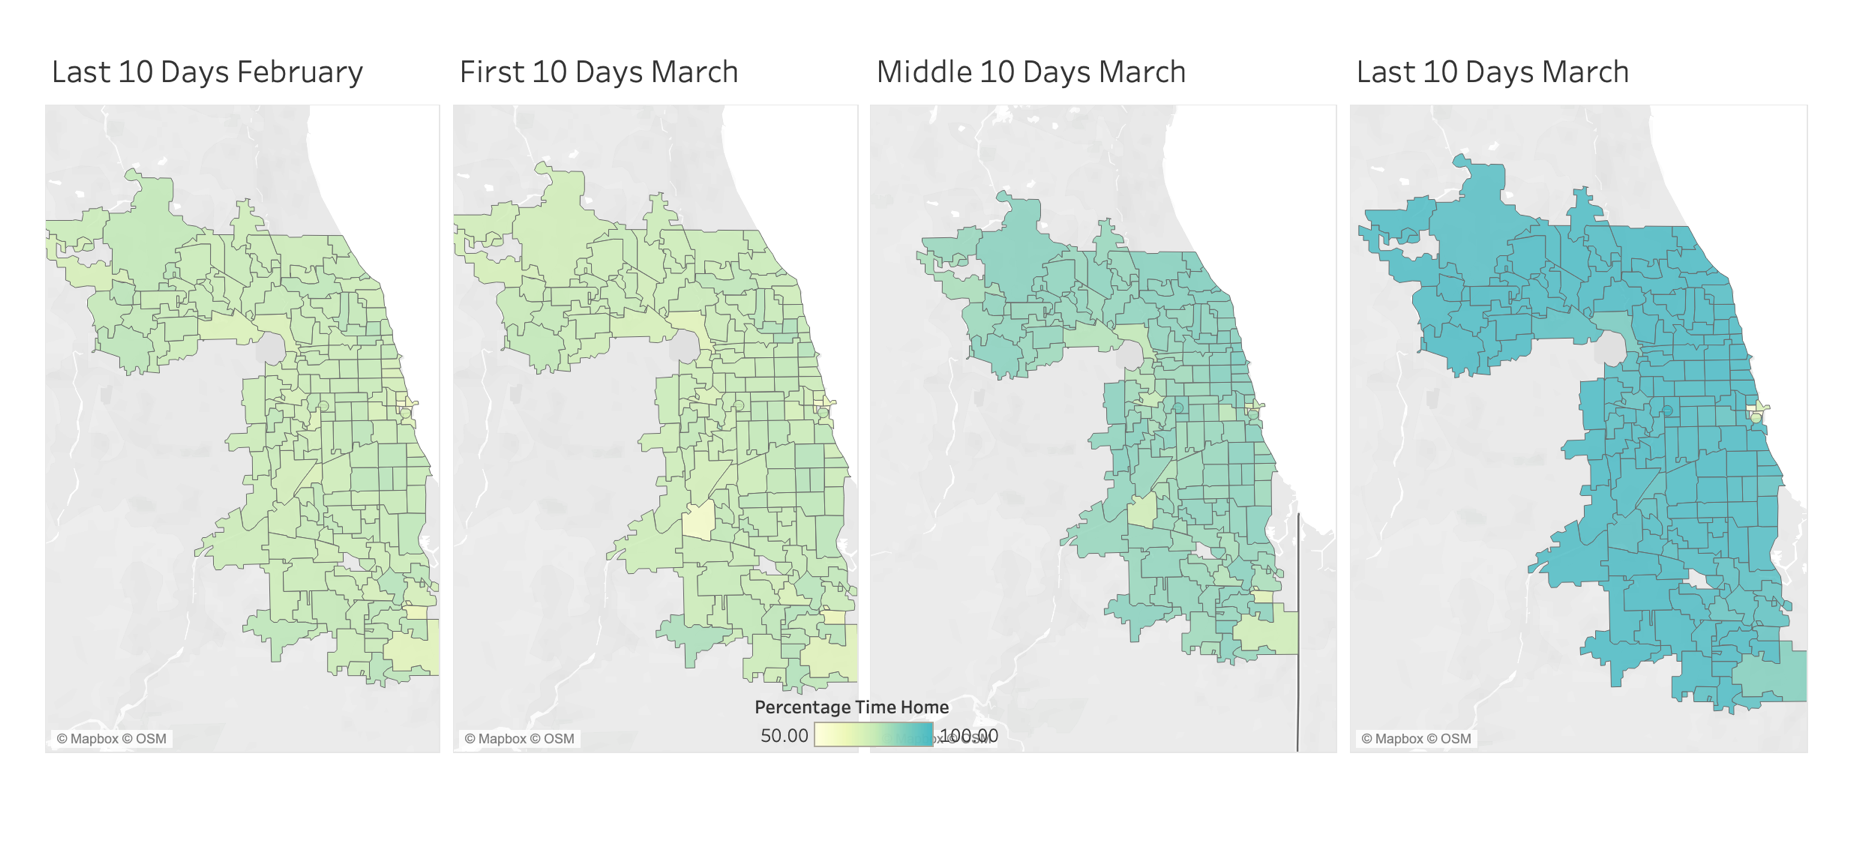 Last 10 Days February
First 10 Days March
Middle 10 Days March
Last 10 Days March
Percentage Time Home
50.00
100.00
© Mapbox © OSM
© Mapbox © OSM
© OSM
© Mapbox © OSM